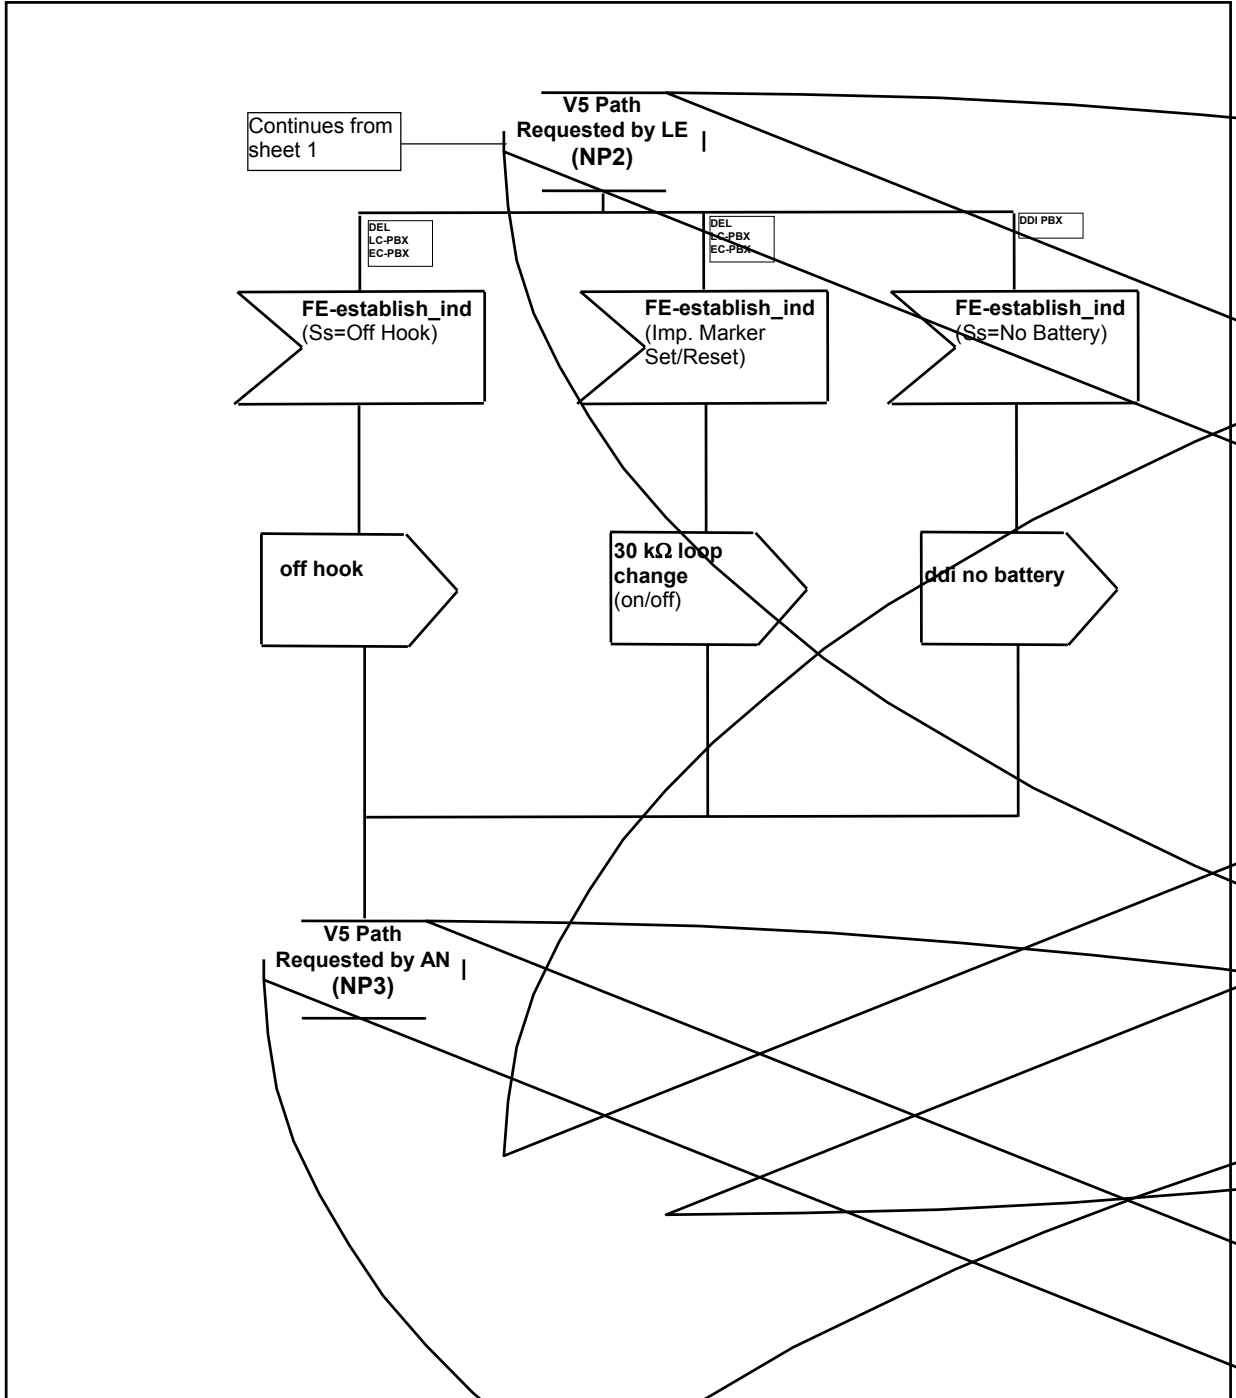 V5 Path
Requested by LE
(NP2)
Continues from
sheet 1
DEL
LC-PBX
EC-PBX
DEL
LC-PBX
EC-PBX
DDI PBX
FE-establish_ind
(Ss=Off Hook)
FE-establish_ind
(Imp. Marker
Set/Reset)
FE-establish_ind
(Ss=No Battery)
off hook
30 kΩ loop
change
(on/off)
ddi no battery
V5 Path
Requested by AN
(NP3)